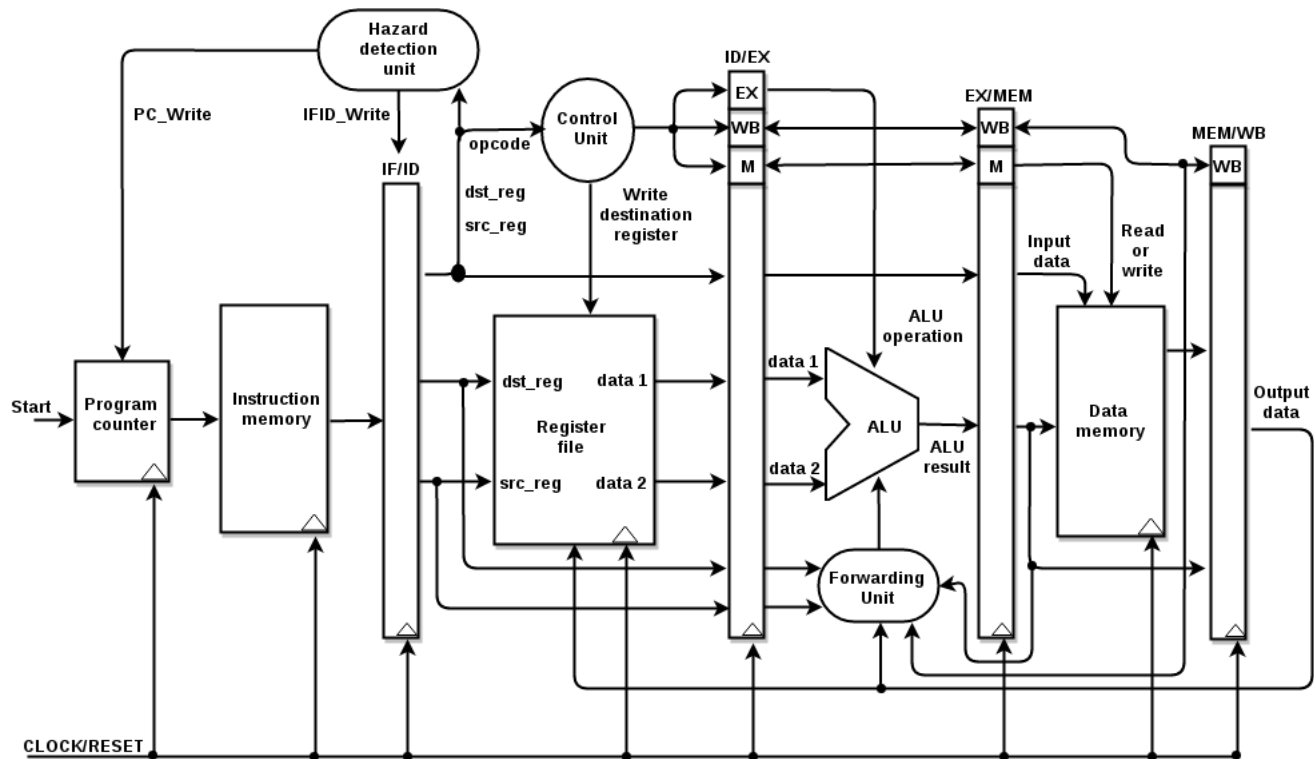 Hazard
detection
unit
ID/EX
EX
PC_Write
IFID_Write
opcode
Control
Unit
WB
EX/MEM
WB
MEM/WB
IF/ID
M
M
WB
dst_reg
src_reg
Write
destination
register
Input
data
Read
or
write
ALU
operation
Start
Program
counter
Instruction
memory
dst_reg
data 1
Register
file
src_reg
data 2
data 1
data 2
ALU
ALU
result
Data
memory
Output
data
Forwarding
Unit
CLOCK/RESET